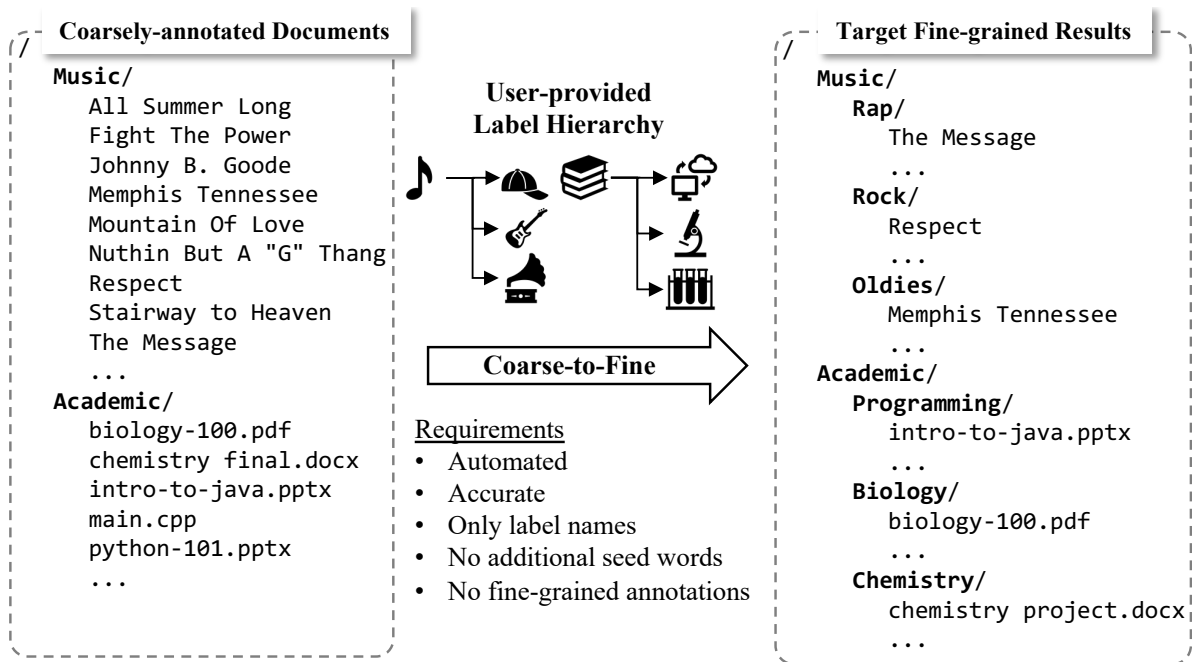 Coarsely-annotated Documents
/
Music/
All Summer Long
Fight The Power
Johnny B. Goode
Memphis Tennessee
Mountain Of Love
Nuthin But A "G" Thang
Respect
Stairway to Heaven
The Message
...
Academic/
biology-100.pdf
chemistry final.docx
intro-to-java.pptx
main.cpp
python-101.pptx
...
User-provided
Label Hierarchy
Coarse-to-Fine
Requirements
• Automated
• Accurate
• Only label names
• No additional seed words
• No fine-grained annotations
Target Fine-grained Results
/
Music/
Rap/
The Message
...
Rock/
Respect
...
Oldies/
Memphis Tennessee
...
Academic/
Programming/
intro-to-java.pptx
...
Biology/
biology-100.pdf
...
Chemistry/
chemistry project.docx
...